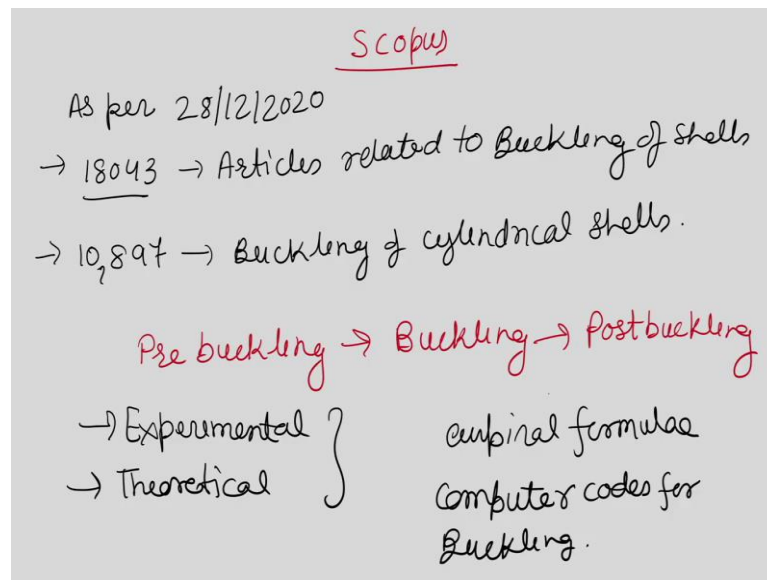 Scopus
As per 28/12/2020
→ 18043 → Articles related to Buckling of shells
→ 10,897 → Buckling of cylindrical shells.
Pre buckling → Buckling → Postbuckling
→ Experimental
→ Theoretical
empirial formulae
Computer codes for
Buckling.